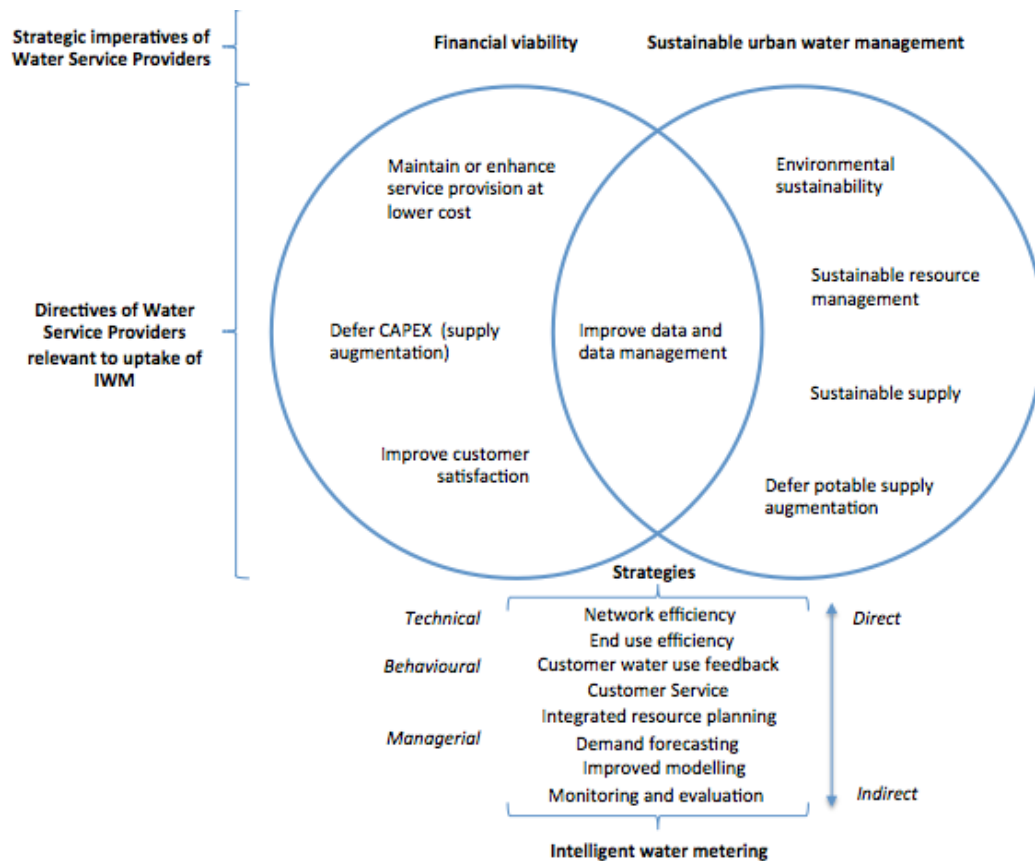 Strategic imperatives of
Water Service Providers
Financial viability
Sustainable urban water management
Maintain or enhance
service provision at
lower cost
Environmental
sustainability
Sustainable resource
management
Directives of Water
Service Providers
relevant to uptake of
IWM
Defer CAPEX (supply
augmentation)
Improve data and
data management
Sustainable supply
Improve customer
satisfaction
Defer potable supply
augmentation
Strategies
Technical
Network efficiency
Direct
End use efficiency
Behavioural
Customer water use feedback
Customer Service
Integrated resource planning
Managerial
Demand forecasting
Improved modelling
Monitoring and evaluation
Indirect
Intelligent water metering